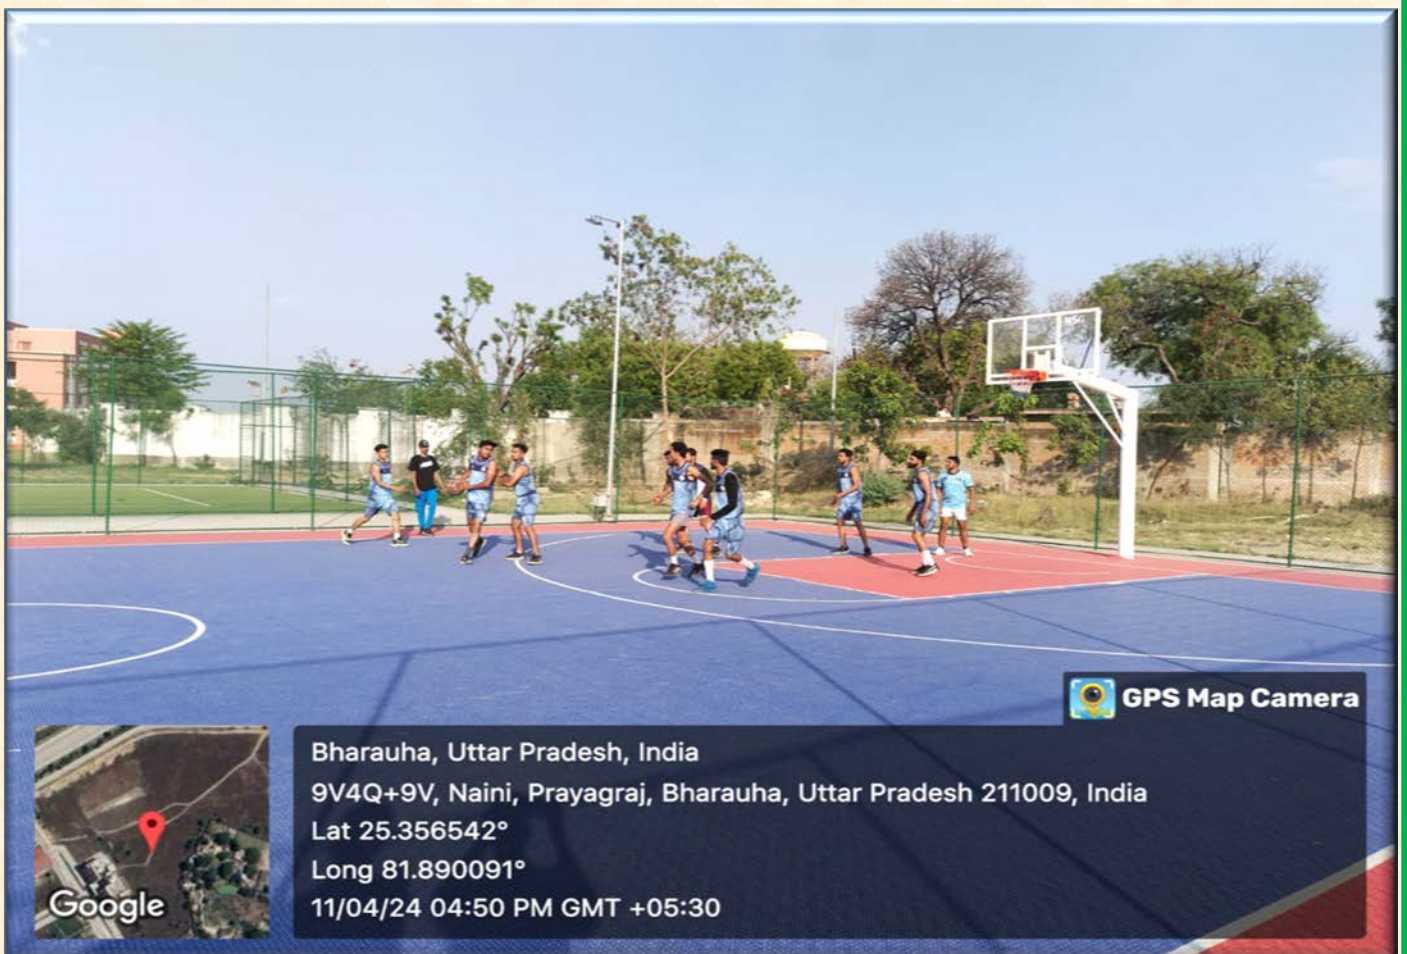 GPS Map Camera
Bharauha, Uttar Pradesh, India
9V4Q+9V, Naini, Prayagraj, Bharauha, Uttar Pradesh 211009, India
Lat 25.356542°
Long 81.890091°
11/04/24 04:50 PM GMT +05:30
Google